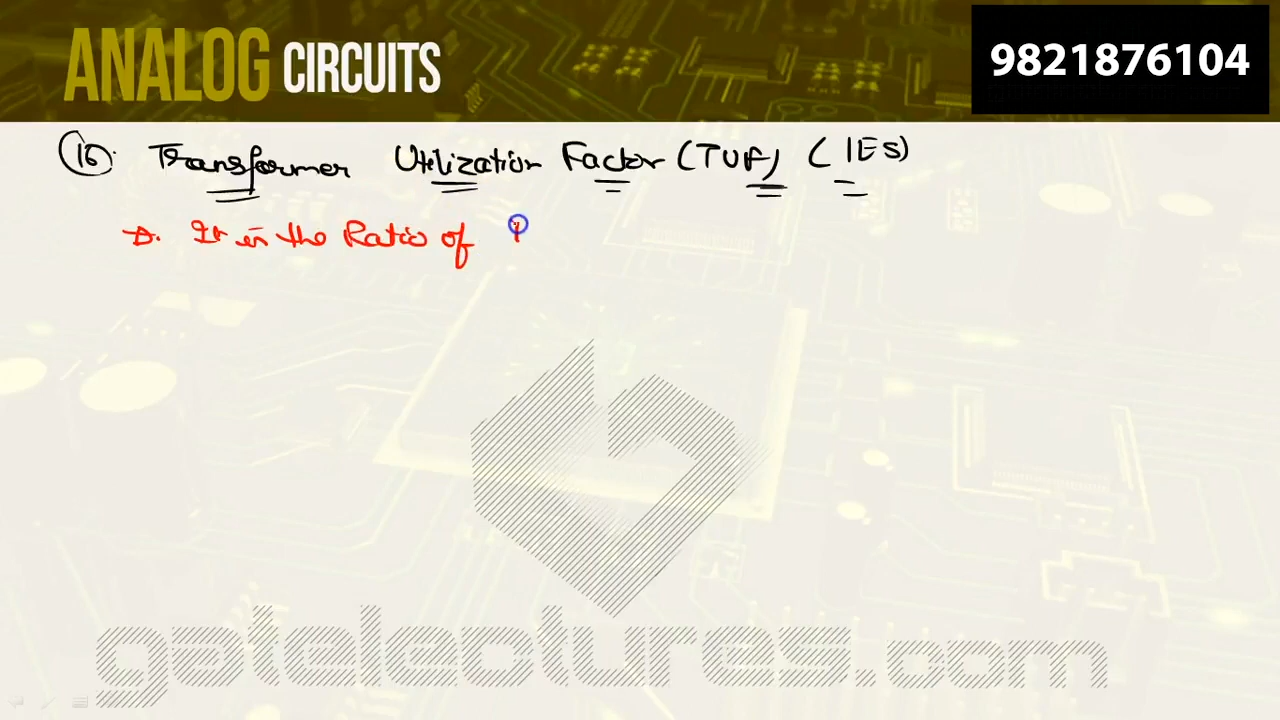 ANALOG CIRCUITS
9821876104
16. Transformer Utilization Factor (TUF) (IES)
It is the Ratio of
gatelectures.com